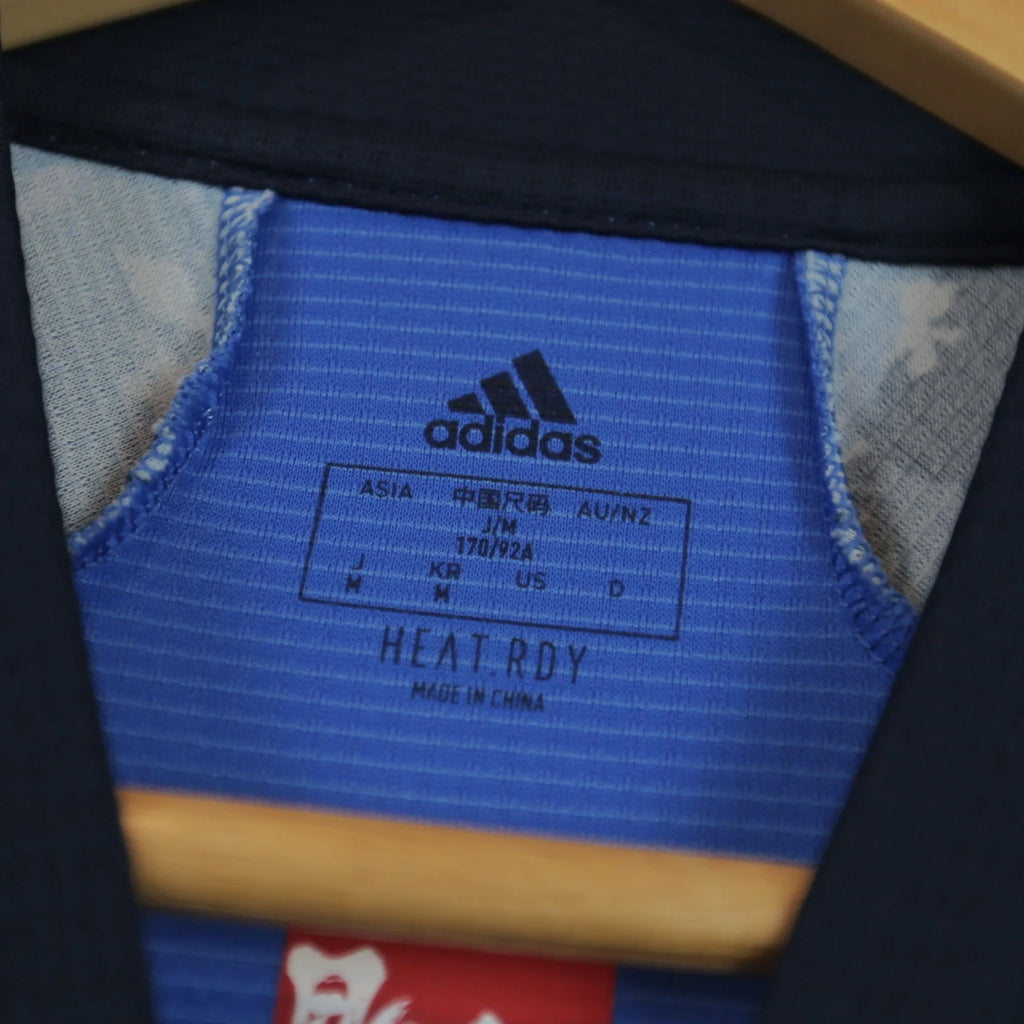 adidas
ASIA 中国尺码 AU/NZ
J/M
170/92A
J KR US D
M M
HEAT.RDY
MADE IN CHINA